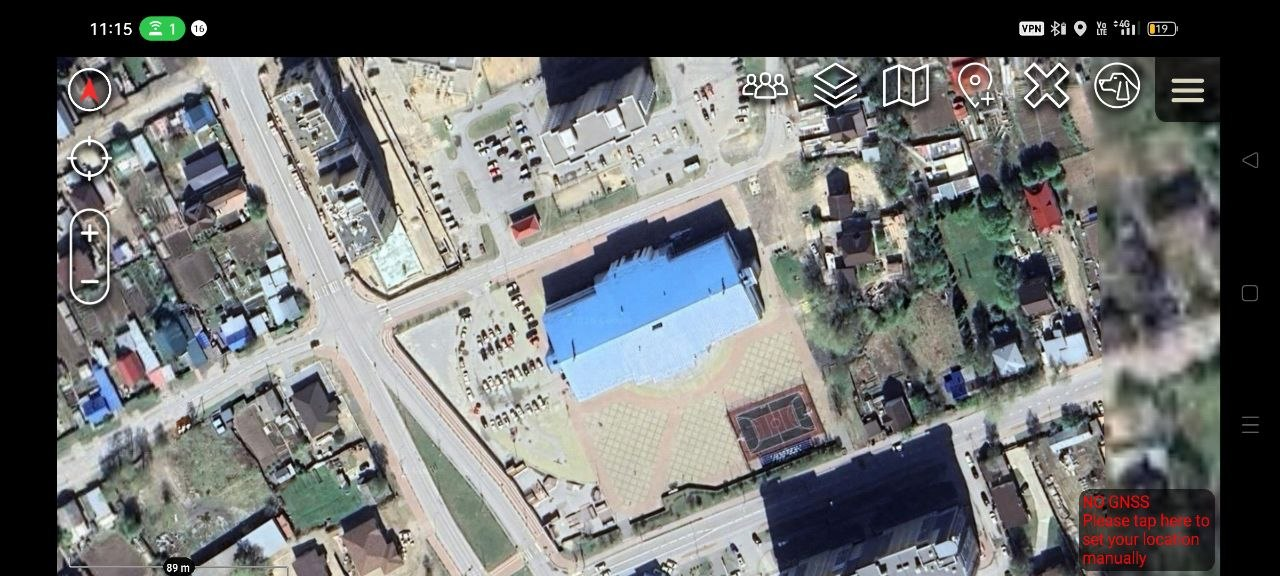 11:15
1
16
VPN
Vo
LTE
4G
19
NO GNSS
Please tap here to
set your location
manually
89 m